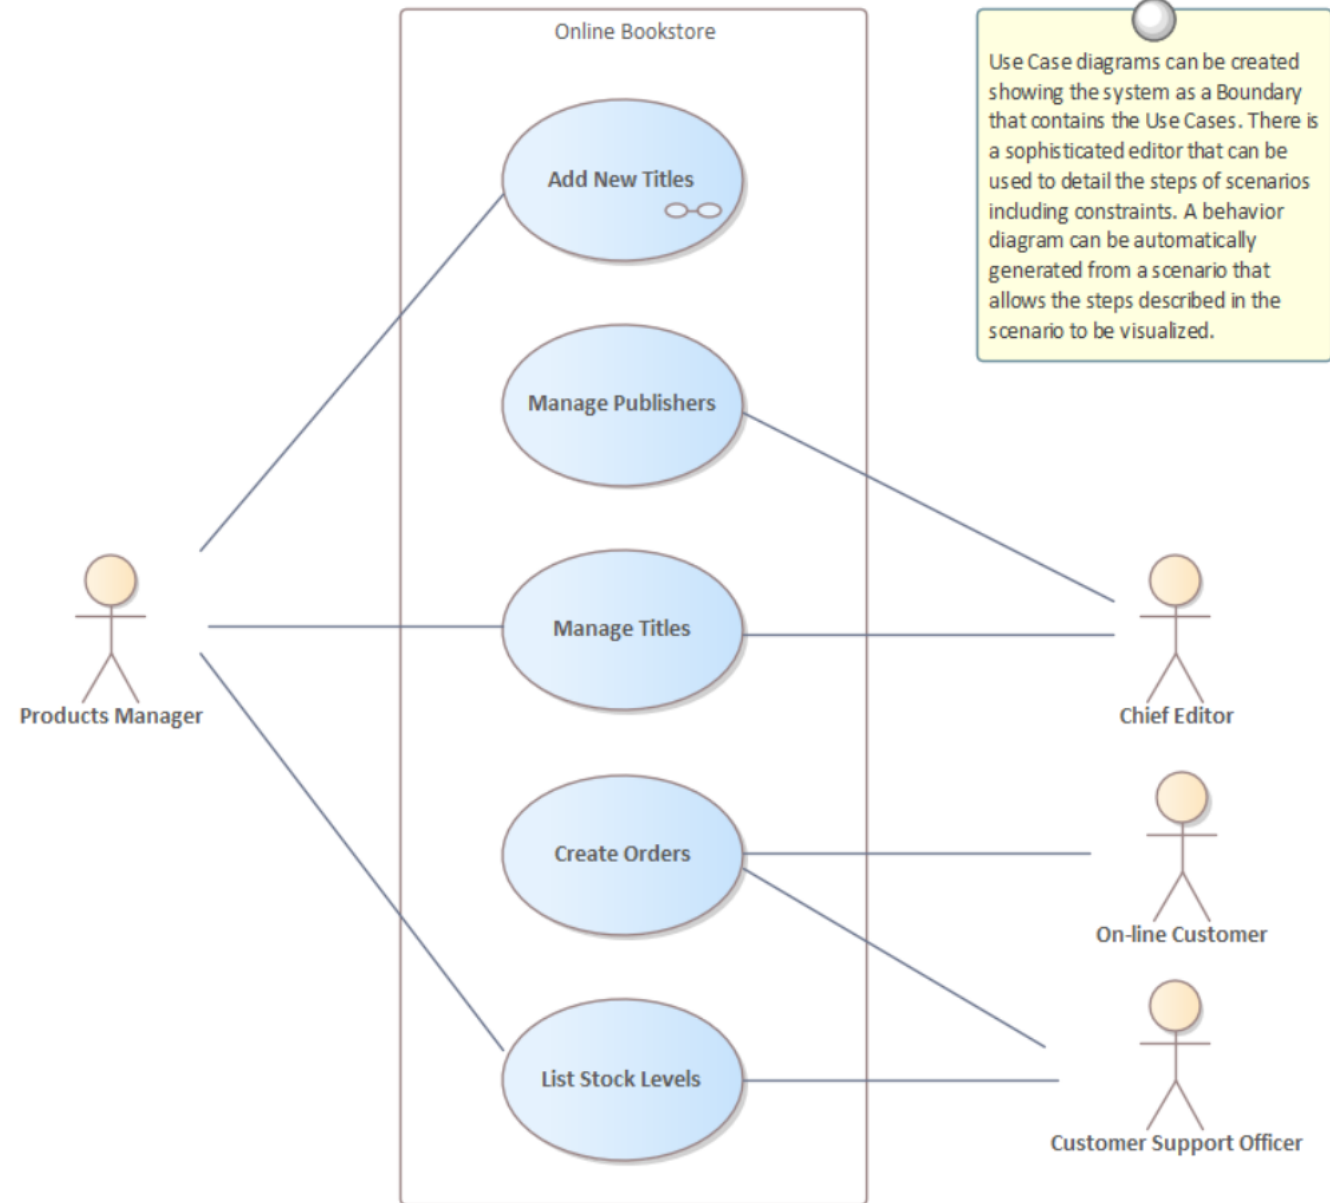 Online Bookstore
Use Case diagrams can be created
showing the system as a Boundary
that contains the Use Cases. There is
a sophisticated editor that can be
used to detail the steps of scenarios
including constraints. A behavior
diagram can be automatically
generated from a scenario that
allows the steps described in the
scenario to be visualized.
Add New Titles
Manage Publishers
Manage Titles
Products Manager
Chief Editor
Create Orders
On-line Customer
List Stock Levels
Customer Support Officer